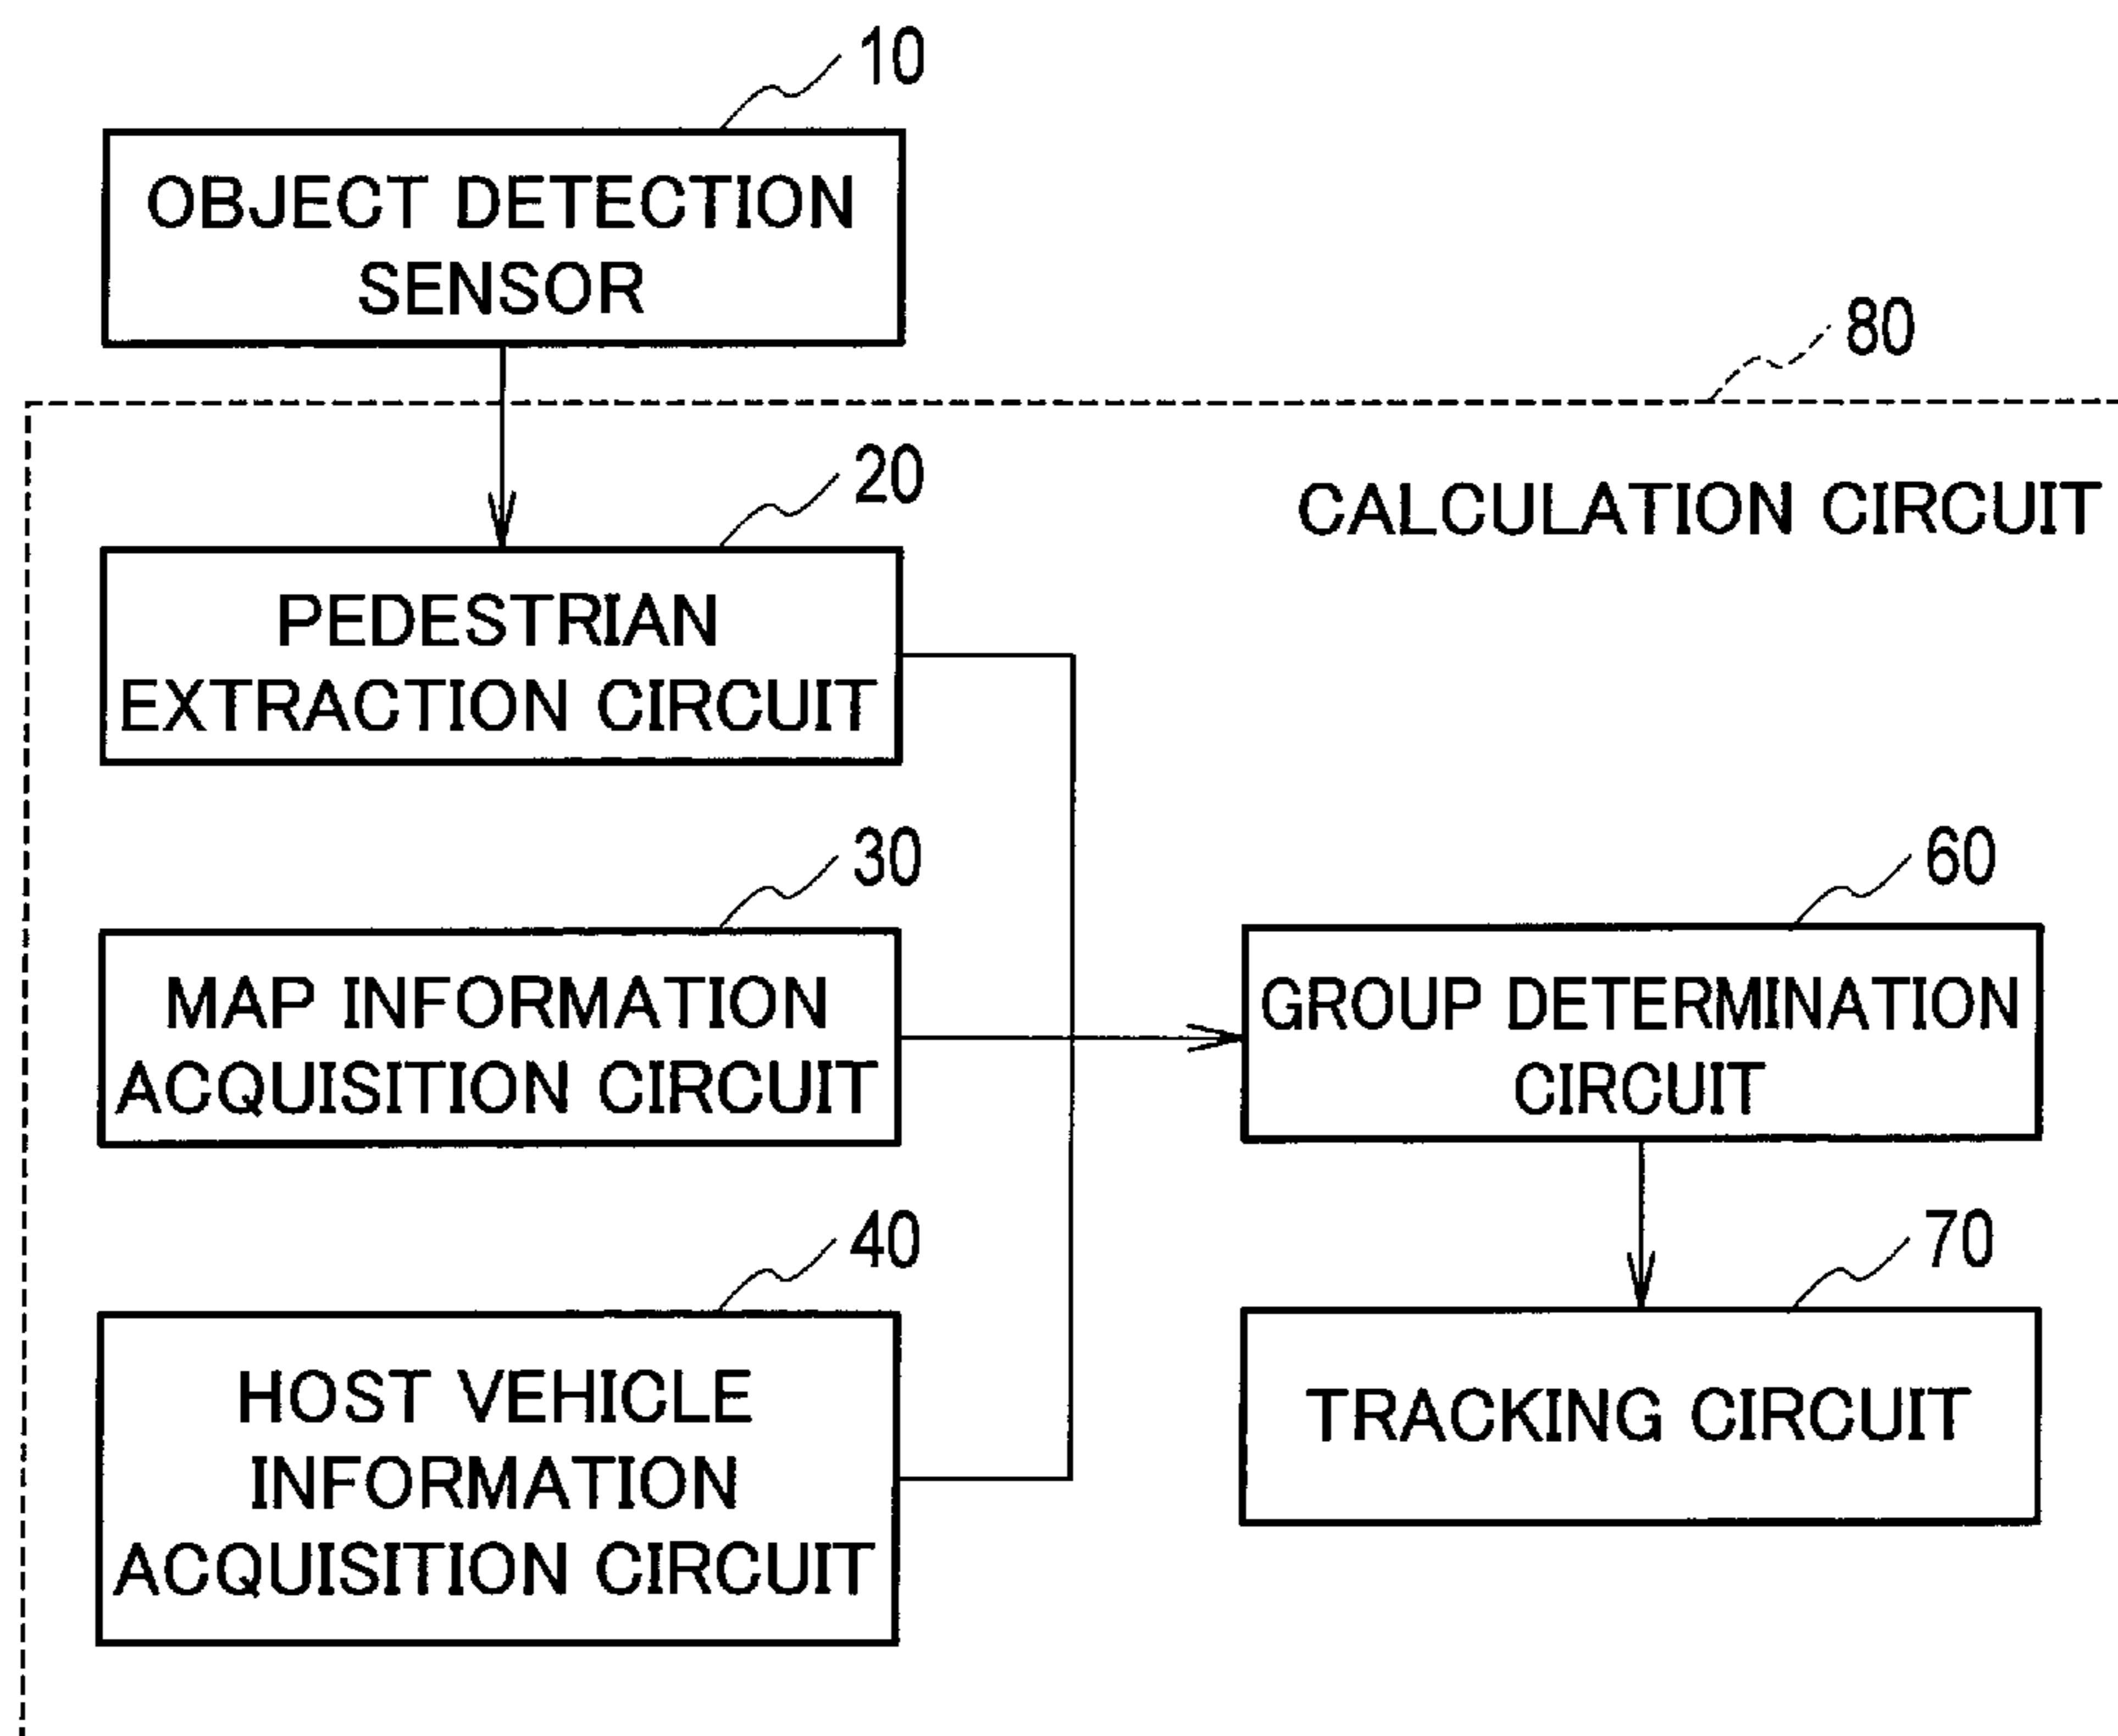 10
OBJECT DETECTION
SENSOR
80
CALCULATION CIRCUIT
20
PEDESTRIAN
EXTRACTION CIRCUIT
30
MAP INFORMATION
ACQUISITION CIRCUIT
60
GROUP DETERMINATION
CIRCUIT
40
HOST VEHICLE
INFORMATION
ACQUISITION CIRCUIT
70
TRACKING CIRCUIT